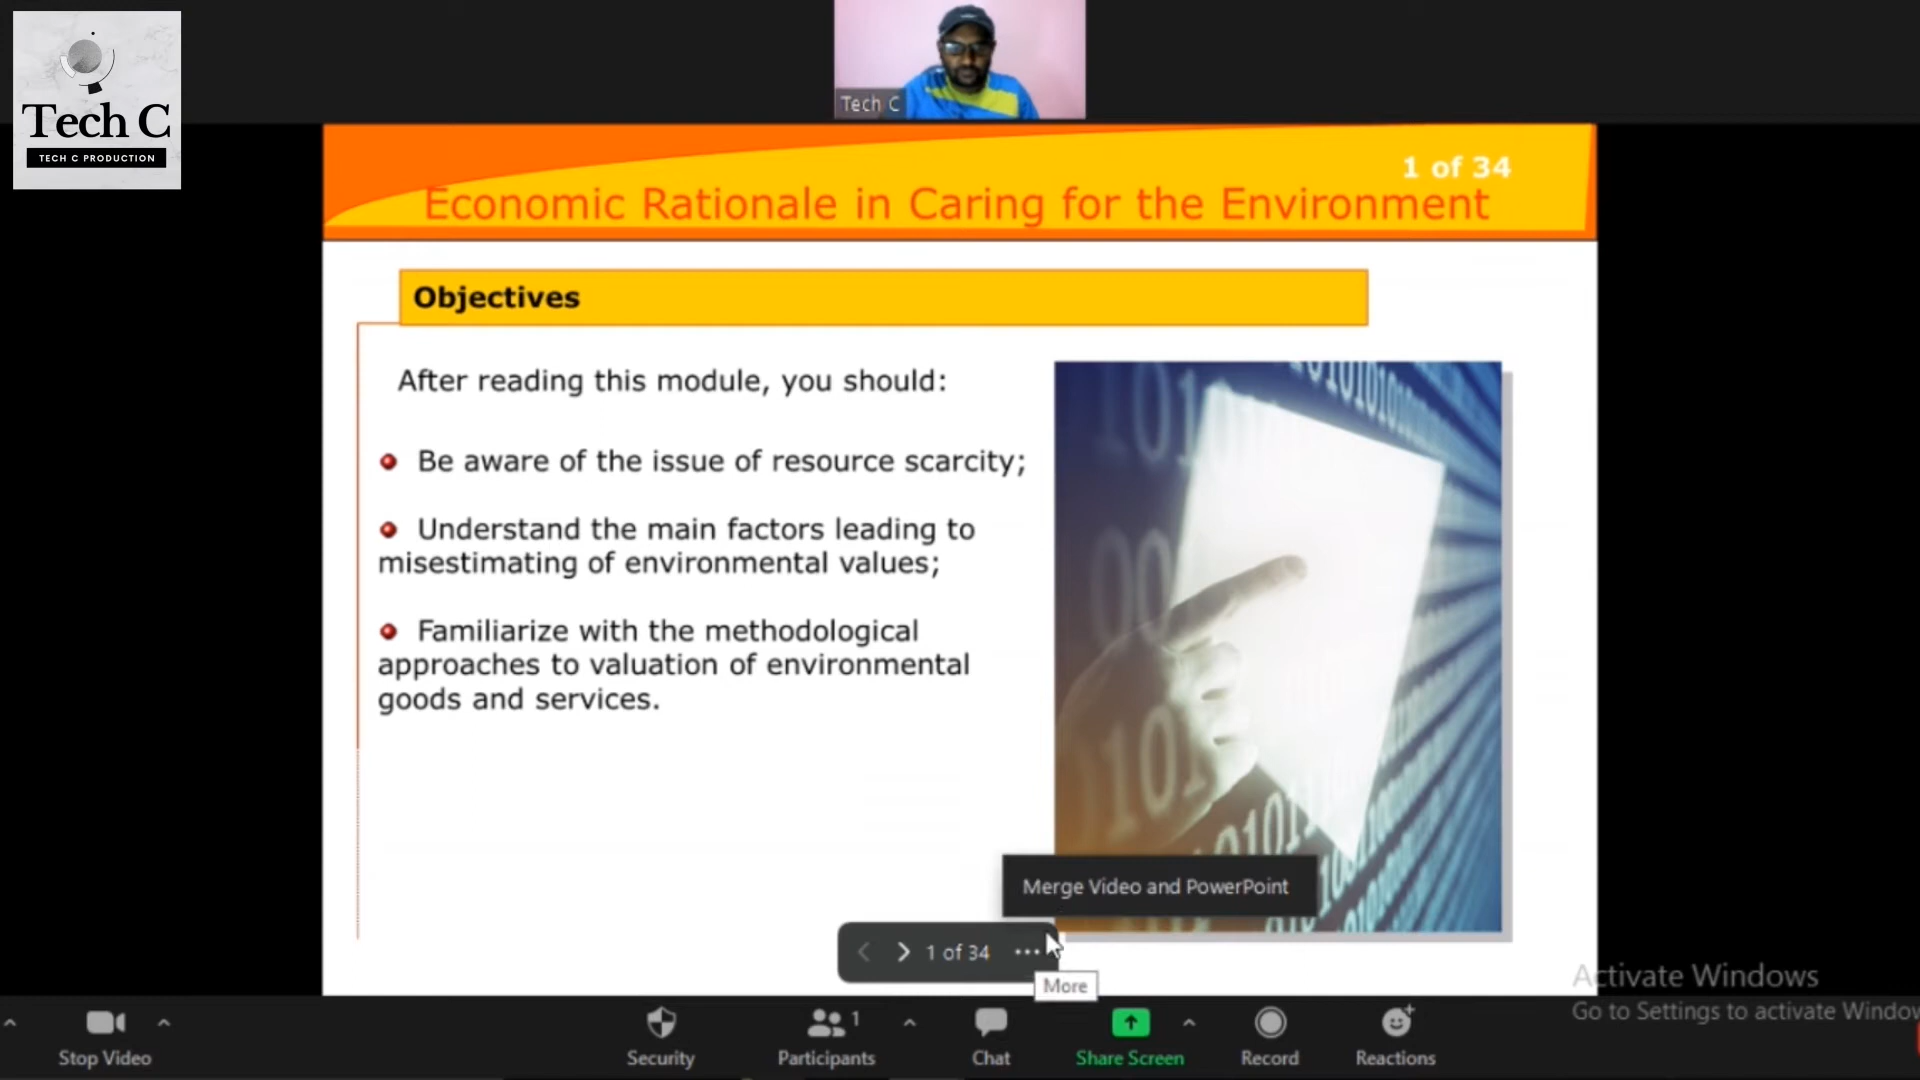 Tech C
TECH C PRODUCTION
Tech C
1 of 34
Economic Rationale in Caring for the Environment
Objectives
After reading this module, you should:
Be aware of the issue of resource scarcity;
Understand the main factors leading to
misestimating of environmental values;
Familiarize with the methodological
approaches to valuation of environmental
goods and services.
Merge Video and PowerPoint
1 of 34
More
Activate Windows
Go to Settings to activate Window
Stop Video
Security
Participants
1
Chat
Share Screen
Record
Reactions